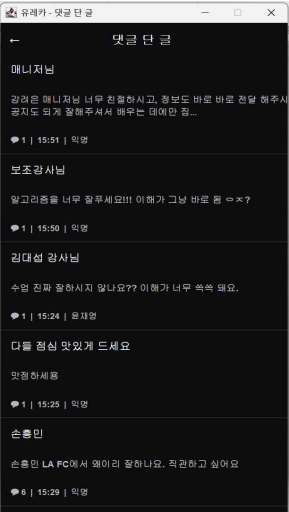 유레카 - 댓글 단 글
← 댓글 단 글
매니저님
강려은 매니저님 너무 친절하시고, 정보도 바로 바로 전달 해주시
공지도 되게 잘해주셔서 배우는 데에만 집...
1 | 15:51 | 익명
보조강사님
알고리즘을 너무 잘푸세요!!! 이해가 그냥 바로 됨 ㅇㅈ?
1 | 15:50 | 익명
김대섭 강사님
수업 진짜 잘하시지 않나요?? 이해가 너무 쏙쏙 돼요.
1 | 15:24 | 윤재영
다들 점심 맛있게 드세요
맛점하세용
1 | 15:25 | 익명
손흥민
손흥민 LA FC에서 왜이리 잘하나요. 직관하고 싶어요
6 | 15:29 | 익명